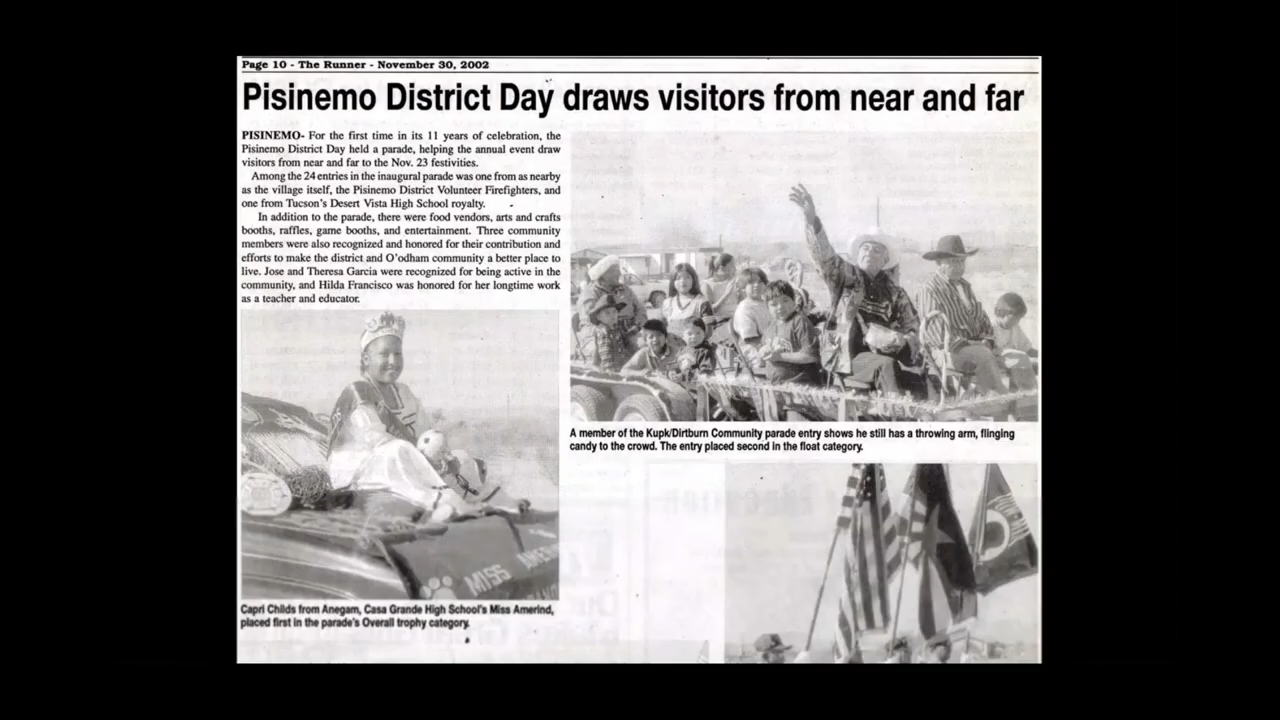 Page 10 - The Runner - November 30, 2002
Pisinemo District Day draws visitors from near and far
PISINEMO- For the first time in its 11 years of celebration, the
Pisinemo District Day held a parade, helping the annual event draw
visitors from near and far to the Nov. 23 festivities.
Among the 24 entries in the inaugural parade was one from as nearby
as the village itself, the Pisinemo District Volunteer Firefighters, and
one from Tucson's Desert Vista High School royalty.
In addition to the parade, there were food vendors, arts and crafts
booths, raffles, game booths, and entertainment. Three community
members were also recognized and honored for their contribution and
efforts to make the district and O'odham community a better place to
live. Jose and Theresa Garcia were recognized for being active in the
community, and Hilda Francisco was honored for her longtime work
as a teacher and educator.
MISS
Capri Childs from Anegam, Casa Grande High School's Miss Amerind,
placed first in the parade's Overall trophy category.
A member of the Kupk/Dirtburn Community parade entry shows he still has a throwing arm, flinging
candy to the crowd. The entry placed second in the float category.